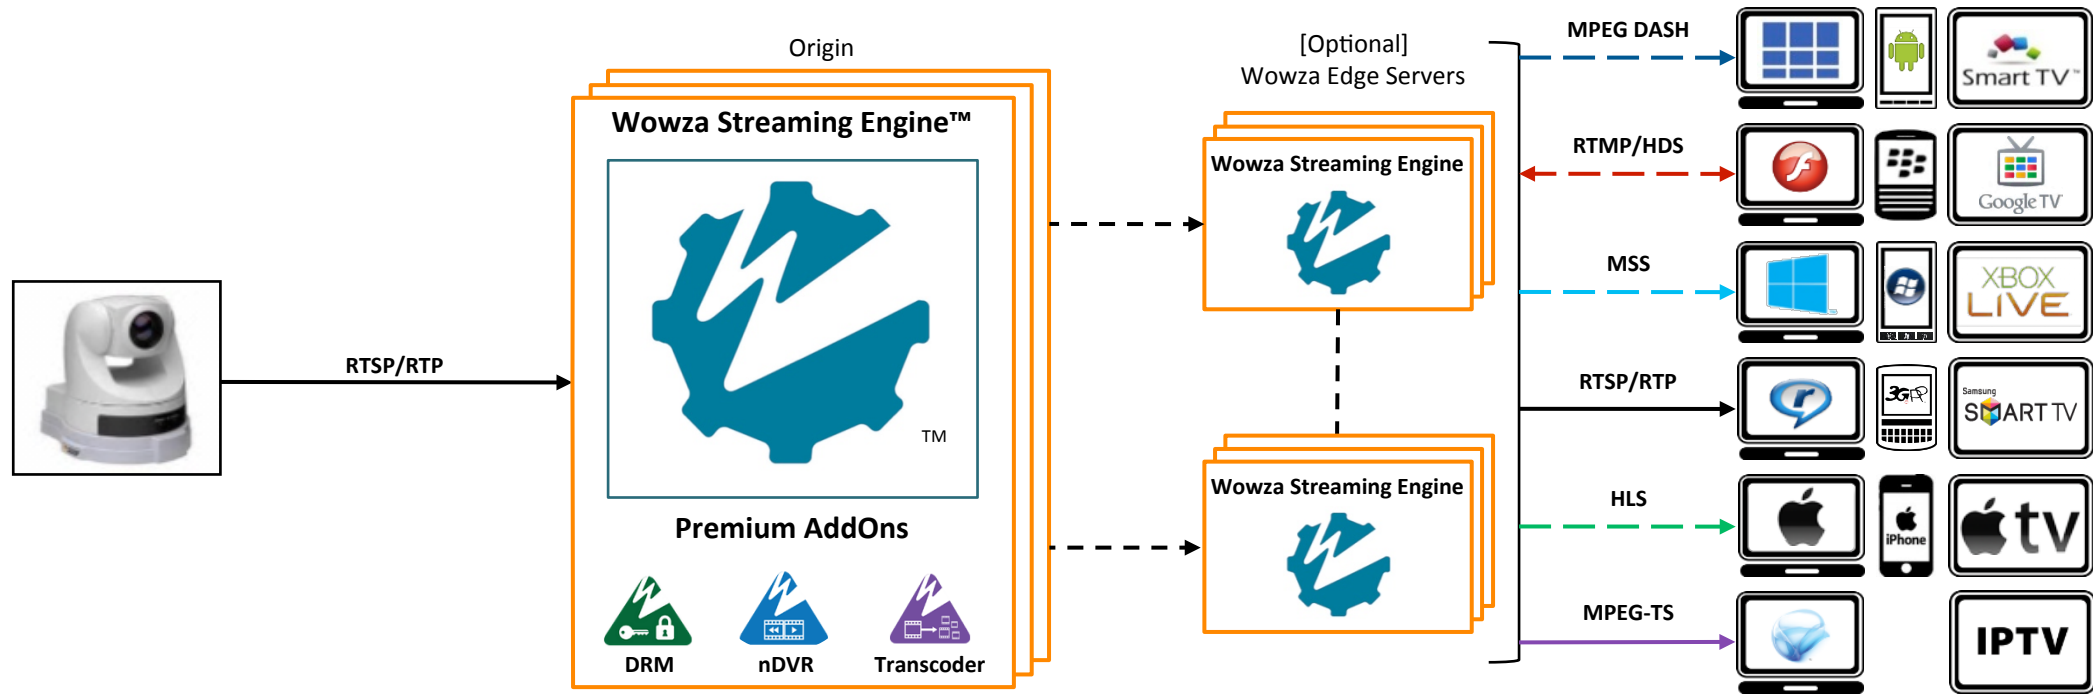 Origin
Wowza Streaming Engine™
TM
Premium AddOns
DRM
nDVR
Transcoder
RTSP/RTP
[Optional]
Wowza Edge Servers
Wowza Streaming Engine
Wowza Streaming Engine
MPEG DASH
Smart TV™
RTMP/HDS
Google TV
MSS
XBOX
LIVE
RTSP/RTP
3GPP
Samsung
SMART TV
HLS
iPhone
tv
MPEG-TS
IPTV